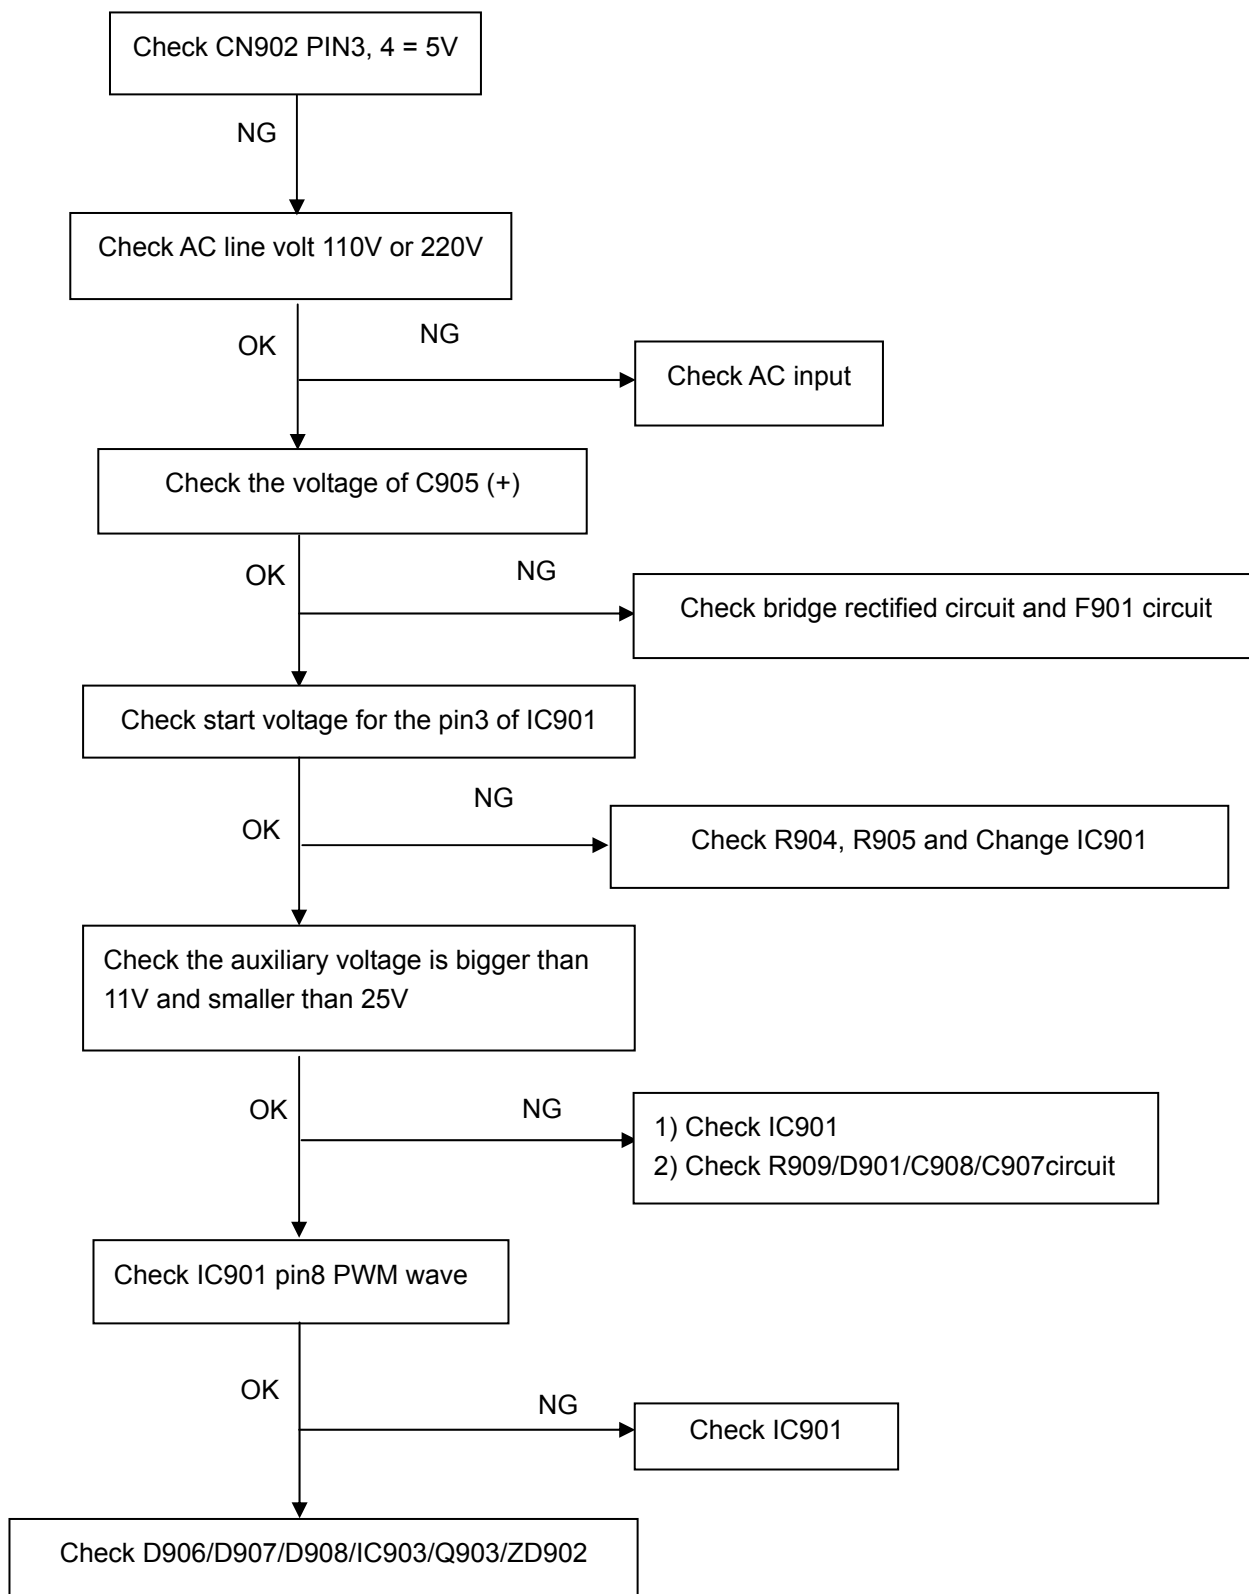 Check CN902 PIN3, 4 = 5V
NG
Check AC line volt 110V or 220V
OK
NG
Check AC input
Check the voltage of C905 (+)
OK
NG
Check bridge rectified circuit and F901 circuit
Check start voltage for the pin3 of IC901
NG
OK
Check R904, R905 and Change IC901
Check the auxiliary voltage is bigger than
11V and smaller than 25V
OK
NG
1) Check IC901
2) Check R909/D901/C908/C907circuit
Check IC901 pin8 PWM wave
OK
NG
Check IC901
Check D906/D907/D908/IC903/Q903/ZD902